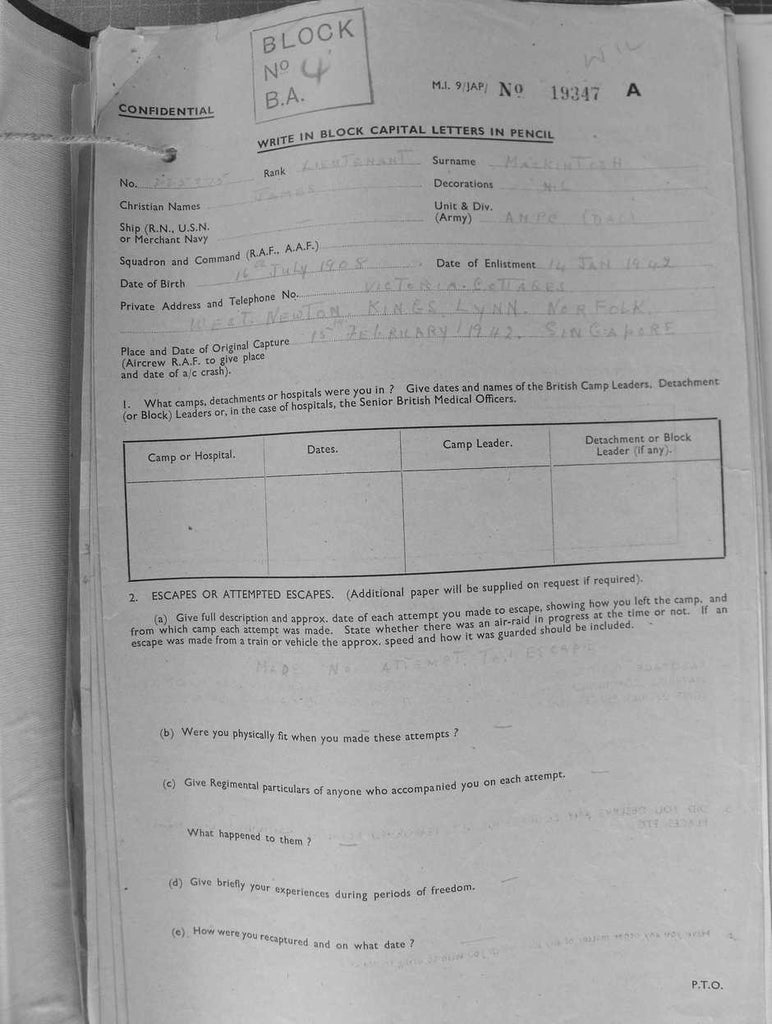 BLOCK
Nº 4
B.A.
M.I. 9/JAP/ Nº 19347 A
CONFIDENTIAL
WRITE IN BLOCK CAPITAL LETTERS IN PENCIL
No. Rank LIEUTENANT Surname MACKINTOSH
Decorations NIL
Christian Names JAMES
Unit & Div.
(Army)
Ship (R.N., U.S.N.
or Merchant Navy
Squadron and Command (R.A.F., A.A.F.)
Date of Birth 16th JULY 1908 Date of Enlistment 14 JAN 1942
Private Address and Telephone No. VICTORIA COTTAGES
WEST NEWTON KINGS LYNN. NORFOLK
Place and Date of Original Capture 15th FEBRUARY 1942. SINGAPORE
(Aircrew R.A.F. to give place
and date of a/c crash).
1. What camps, detachments or hospitals were you in ? Give dates and names of the British Camp Leaders, Detachment
(or Block) Leaders or, in the case of hospitals, the Senior British Medical Officers.
Camp or Hospital. Dates. Camp Leader. Detachment or Block
Leader (if any).
2. ESCAPES OR ATTEMPTED ESCAPES. (Additional paper will be supplied on request if required).
(a) Give full description and approx. date of each attempt you made to escape, showing how you left the camp, and
from which camp each attempt was made. State whether there was an air-raid in progress at the time or not. If an
escape was made from a train or vehicle the approx. speed and how it was guarded should be included.
MADE NO ATTEMPT TO ESCAPE
(b) Were you physically fit when you made these attempts ? —
(c) Give Regimental particulars of anyone who accompanied you on each attempt. —
What happened to them ? —
(d) Give briefly your experiences during periods of freedom. —
(e) How were you recaptured and on what date ? —
P.T.O.